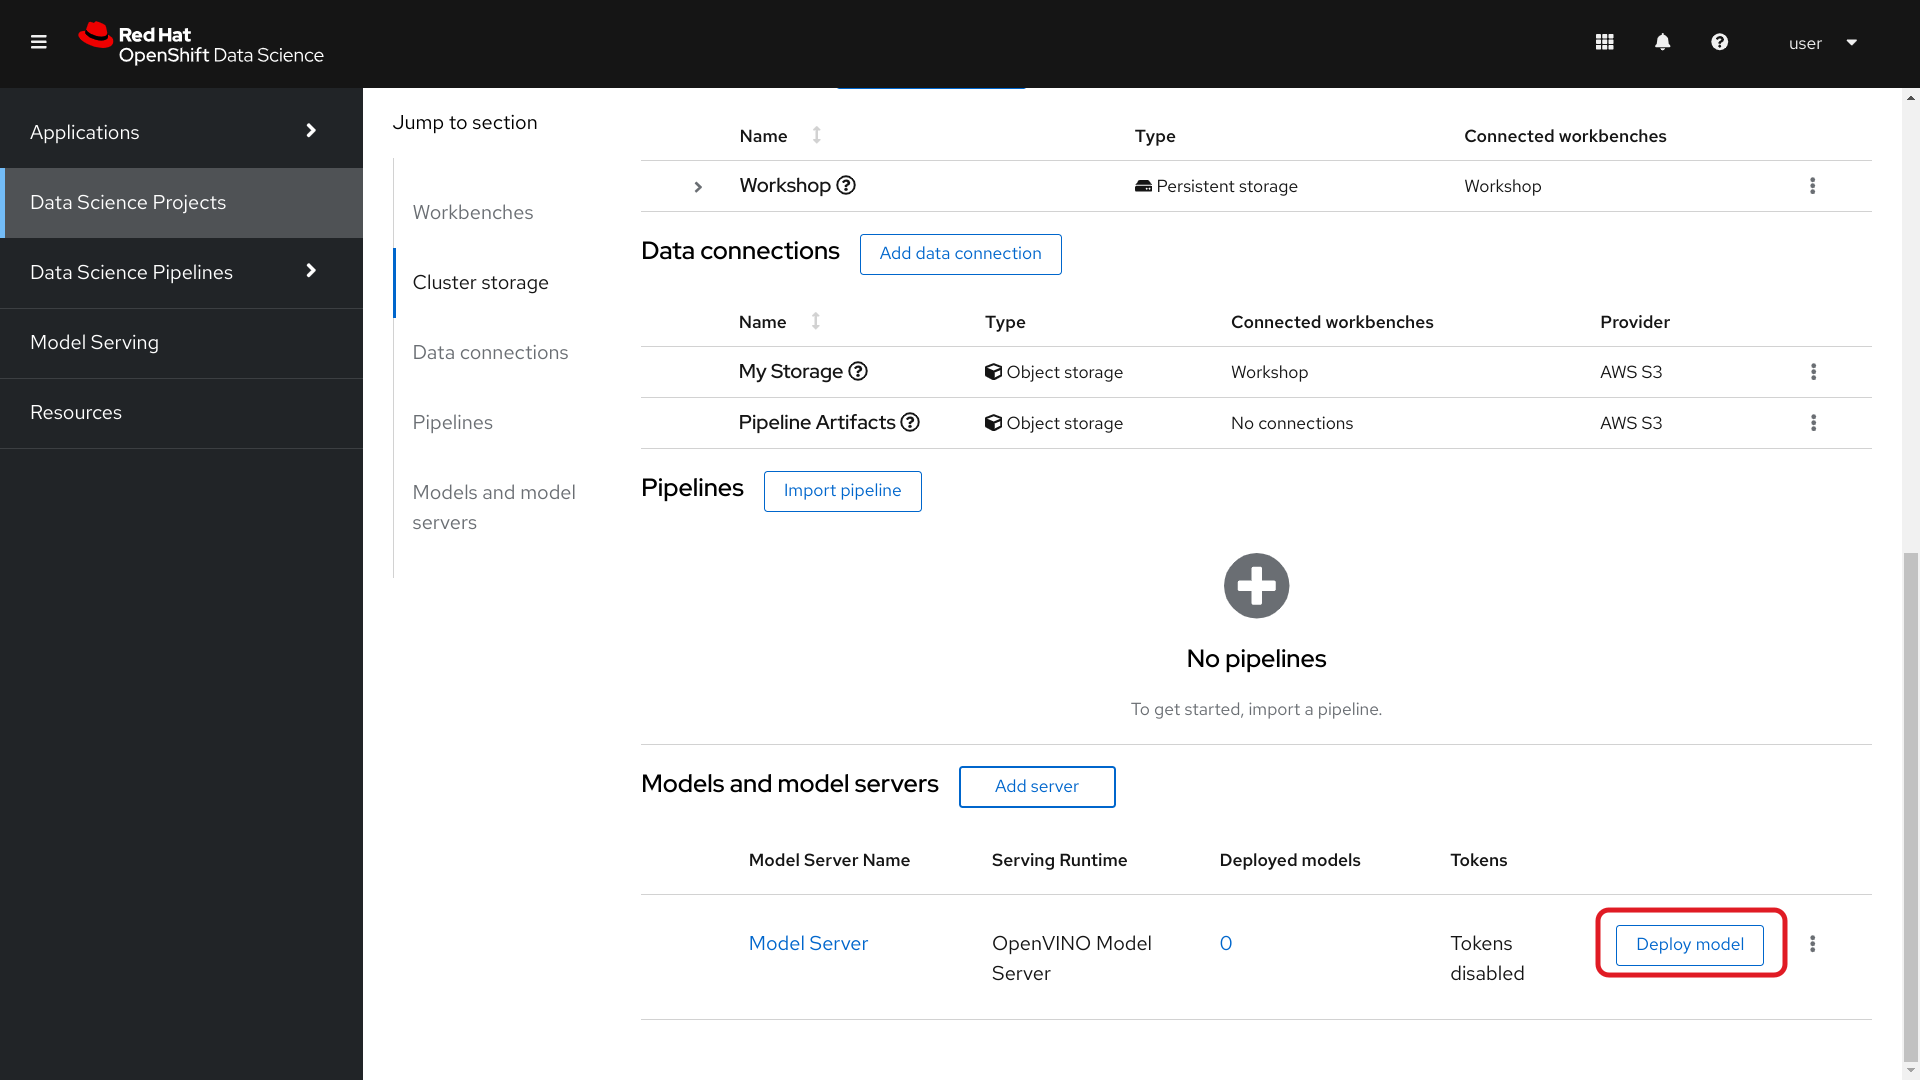 Red Hat
OpenShift Data Science
user
Applications
Data Science Projects
Data Science Pipelines
Model Serving
Resources
Jump to section
Workbenches
Cluster storage
Data connections
Pipelines
Models and model
servers
Name Type Connected workbenches
Workshop Persistent storage Workshop
Data connections Add data connection
Name Type Connected workbenches Provider
My Storage Object storage Workshop AWS S3
Pipeline Artifacts Object storage No connections AWS S3
Pipelines Import pipeline
No pipelines
To get started, import a pipeline.
Models and model servers Add server
Model Server Name Serving Runtime Deployed models Tokens
Model Server OpenVINO Model 0 Tokens Deploy model
Server disabled